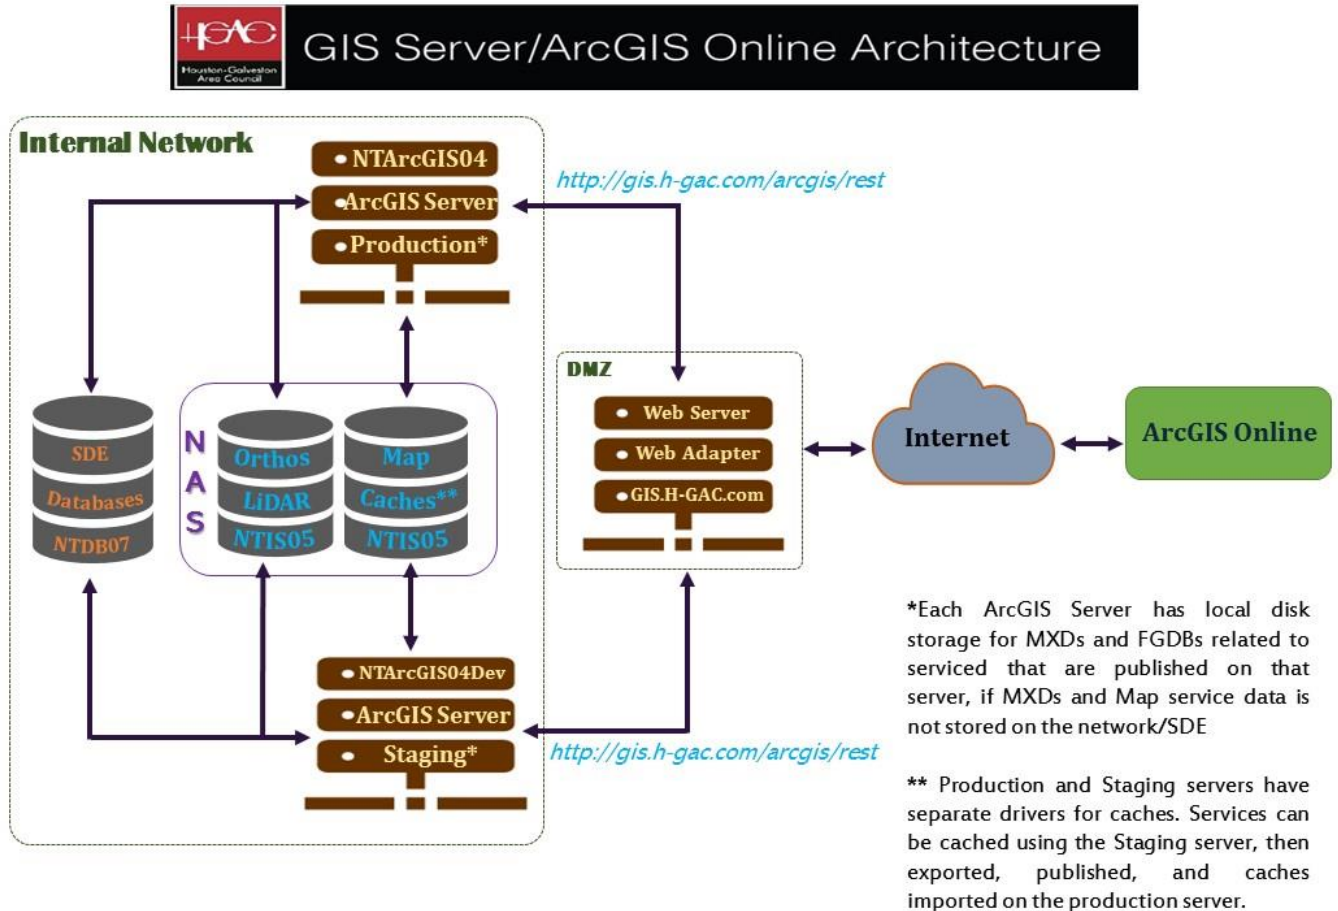 HGAC
Houston-Galveston
Area Council
GIS Server/ArcGIS Online Architecture
Internal Network
NTArcGIS04
ArcGIS Server
Production*
http://gis.h-gac.com/arcgis/rest
SDE
Databases
NTDB07
NAS
Orthos
LiDAR
NTIS05
Map
Caches**
NTIS05
DMZ
Web Server
Web Adapter
GIS.H-GAC.com
Internet
ArcGIS Online
NTArcGIS04Dev
ArcGIS Server
Staging*
http://gis.h-gac.com/arcgis/rest
*Each ArcGIS Server has local disk
storage for MXDs and FGDBs related to
serviced that are published on that
server, if MXDs and Map service data is
not stored on the network/SDE
** Production and Staging servers have
separate drivers for caches. Services can
be cached using the Staging server, then
exported, published, and caches
imported on the production server.